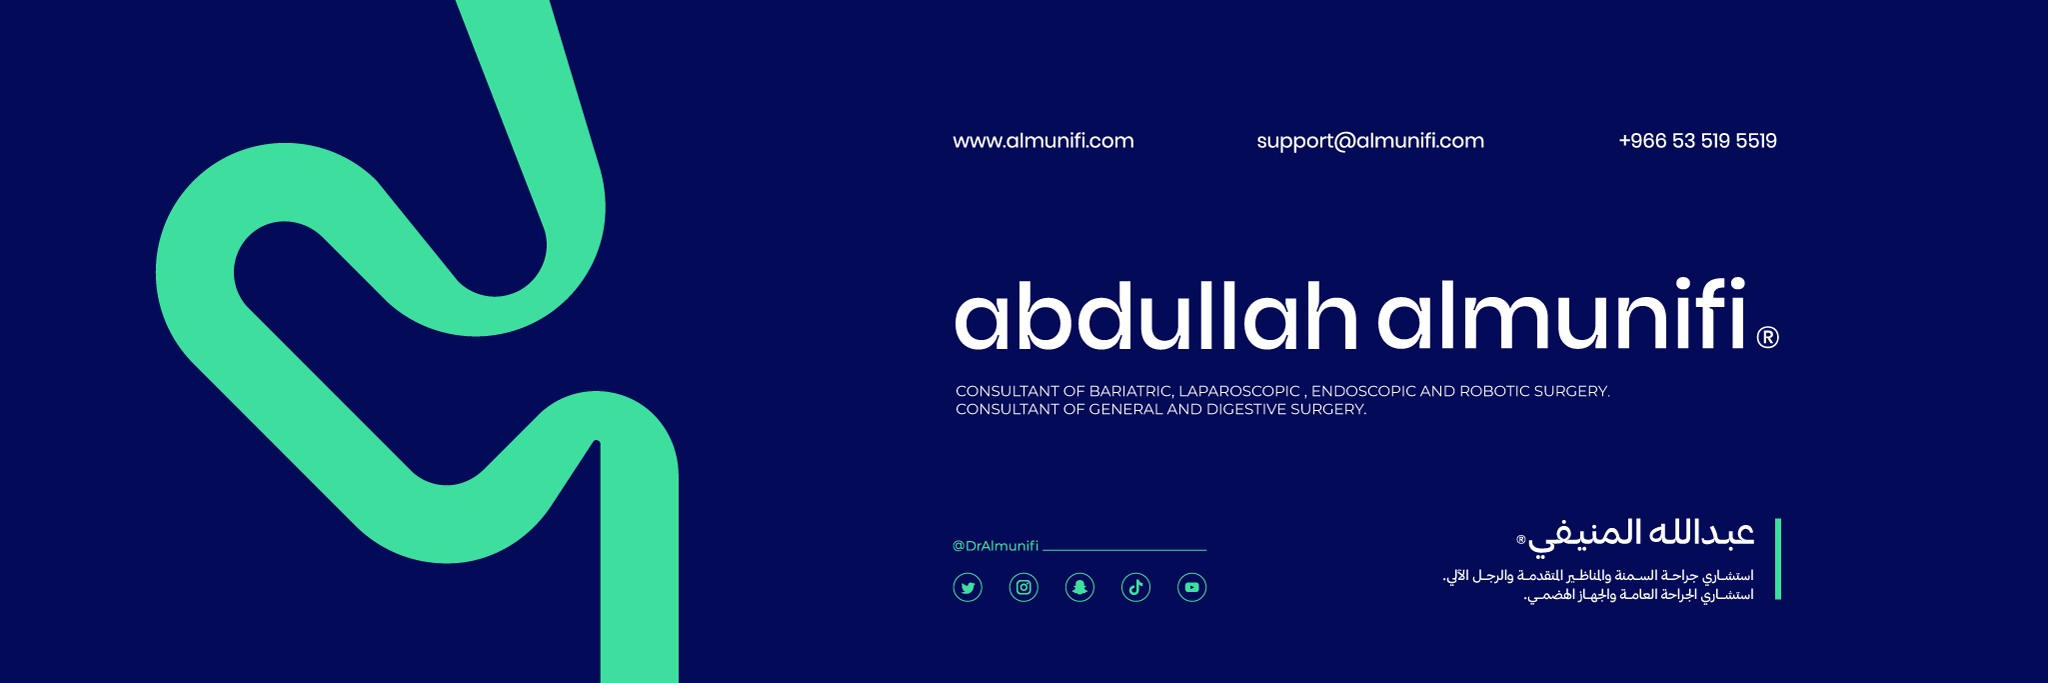 www.almunifi.com support@almunifi.com +966 53 519 5519
abdullah almunifi®
CONSULTANT OF BARIATRIC, LAPAROSCOPIC , ENDOSCOPIC AND ROBOTIC SURGERY.
CONSULTANT OF GENERAL AND DIGESTIVE SURGERY.
@DrAlmunifi
عبدالله المنيفي®
استشاري جراحة السمنة والمناظير المتقدمة والرجل الآلي.
استشاري الجراحة العامة والجهاز الهضمي.